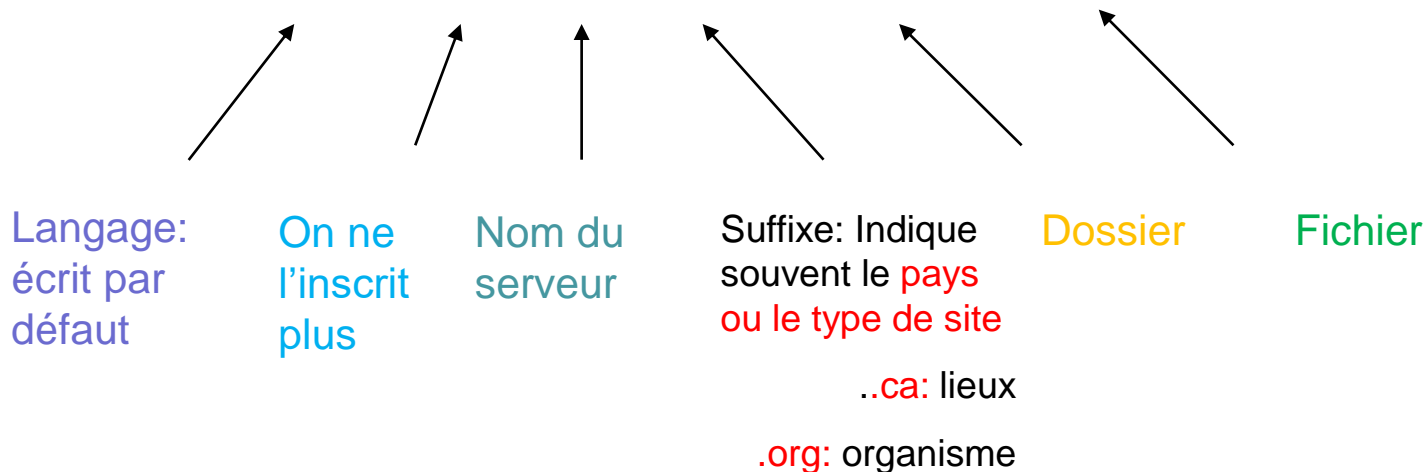 Langage:
écrit par
défaut
On ne
l’inscrit
plus
Nom du
serveur
Suffixe: Indique
souvent le pays
ou le type de site
..ca: lieux
.org: organisme
Dossier
Fichier